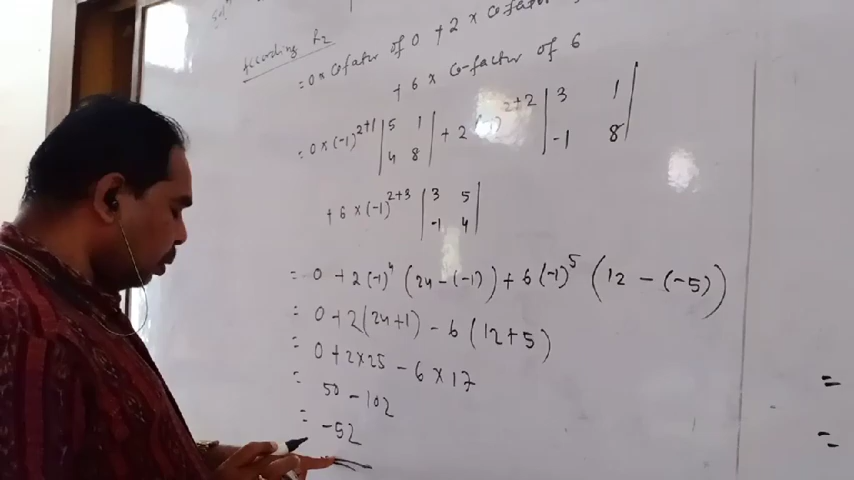 According R2
= 0 × Cofactor of 0 + 2 × Cofactor
+ 6 × Co-factor of 6
= 0 × (-1)^2+1 | 5 1 4 8 | + 2 (-1)^2+2 | 3 1 -1 8 |
+ 6 × (-1)^2+3 | 3 5 -1 4 |
= 0 + 2 (-1)^4 (24 - (-1)) + 6 (-1)^5 (12 - (-5))
= 0 + 2 (24 + 1) - 6 (12 + 5)
= 0 + 2 × 25 - 6 × 17
= 50 - 102
= -52
=
=